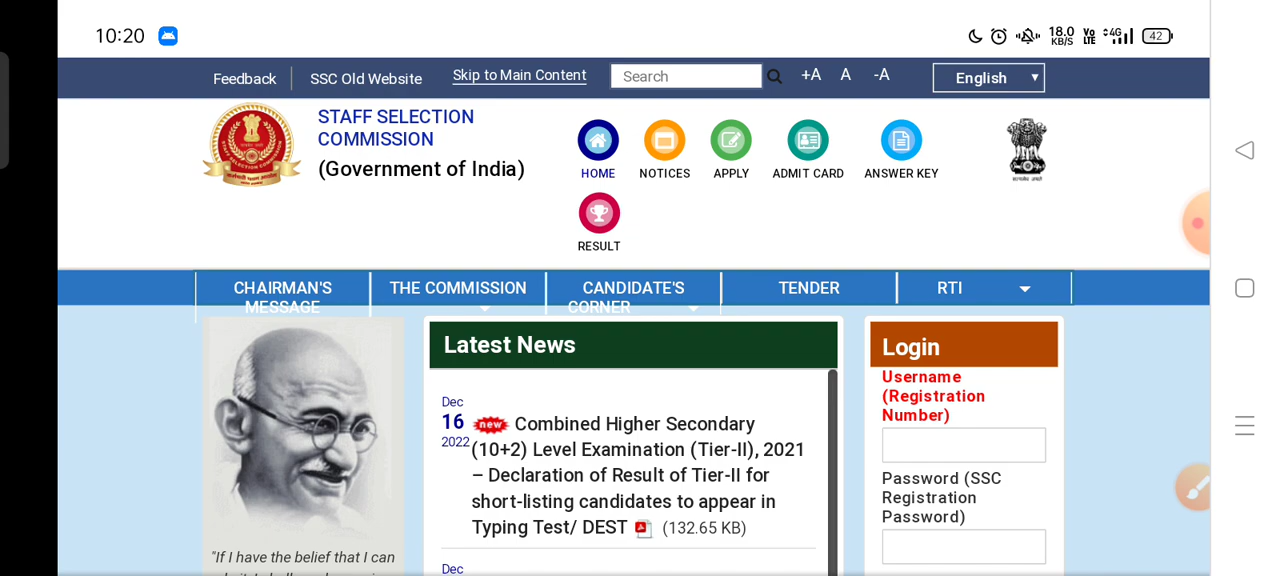 10:20
18.0
KB/S
Vo
LTE
4G
42
Feedback
SSC Old Website
Skip to Main Content
Search
+A A -A
English
STAFF SELECTION
COMMISSION
(Government of India)
HOME
NOTICES
APPLY
ADMIT CARD
ANSWER KEY
RESULT
CHAIRMAN'S
MESSAGE
THE COMMISSION
CANDIDATE'S
CORNER
TENDER
RTI
"If I have the belief that I can
Latest News
Dec
16
2022
new Combined Higher Secondary
(10+2) Level Examination (Tier-II), 2021
– Declaration of Result of Tier-II for
short-listing candidates to appear in
Typing Test/ DEST (132.65 KB)
Dec
Login
Username
(Registration
Number)
Password (SSC
Registration
Password)